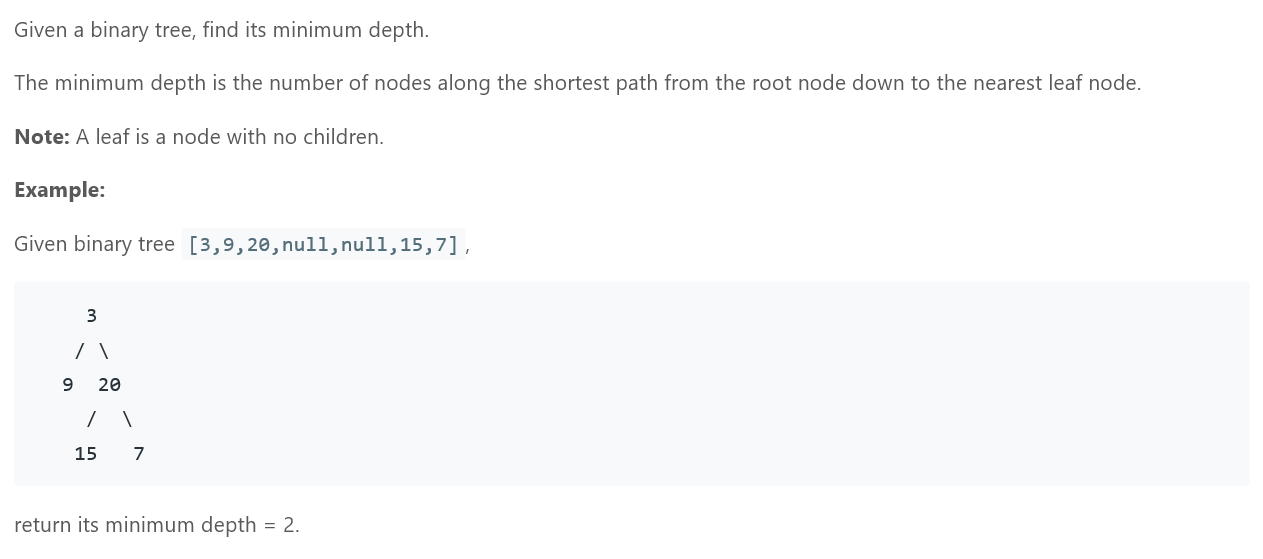 Given a binary tree, find its minimum depth.
The minimum depth is the number of nodes along the shortest path from the root node down to the nearest leaf node.
Note: A leaf is a node with no children.
Example:
Given binary tree [3,9,20,null,null,15,7],
    3
   / \
  9  20
    /  \
   15   7
return its minimum depth = 2.